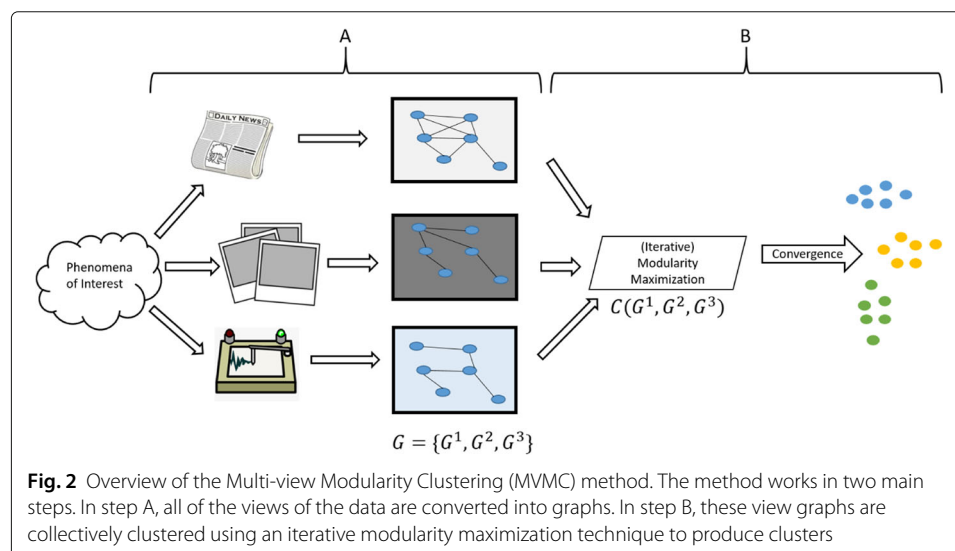 A
B
DAILY NEWS
Phenomena
of Interest
(Iterative)
Modularity
Maximization
C(G¹, G², G³)
Convergence
G = {G¹, G², G³}
Fig. 2 Overview of the Multi-view Modularity Clustering (MVMC) method. The method works in two main
steps. In step A, all of the views of the data are converted into graphs. In step B, these view graphs are
collectively clustered using an iterative modularity maximization technique to produce clusters